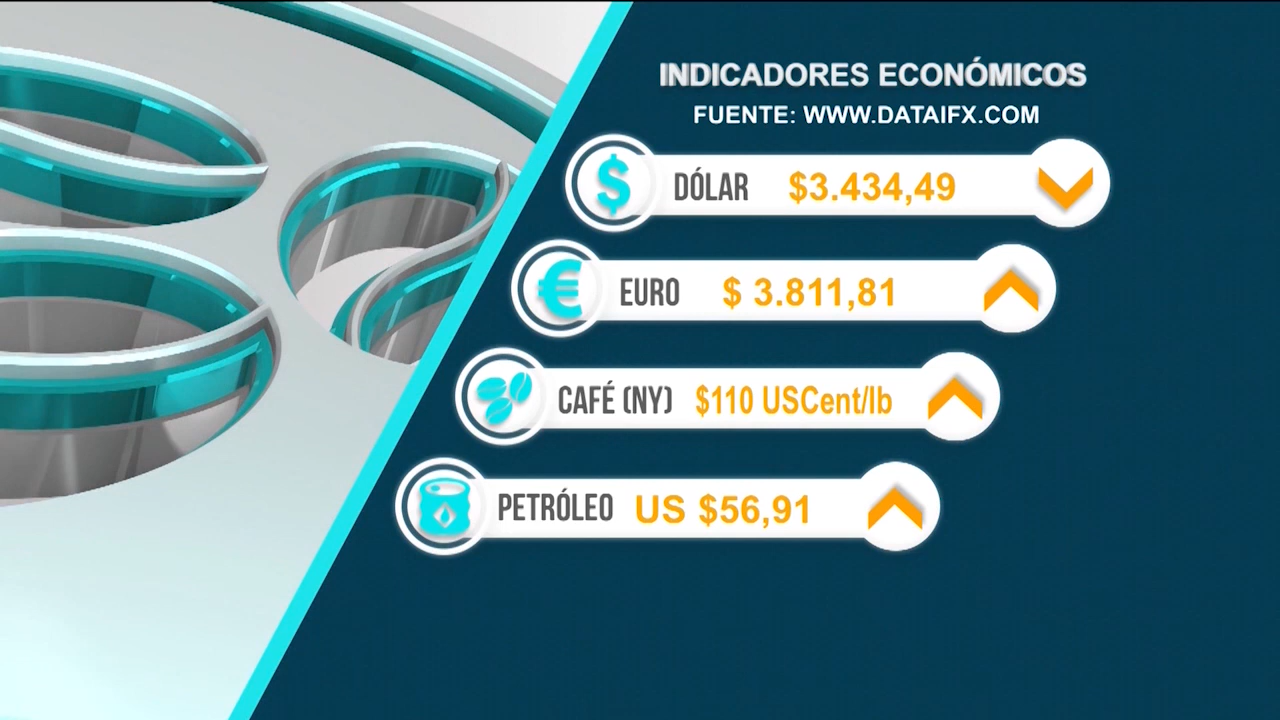 INDICADORES ECONÓMICOS
FUENTE: WWW.DATAIFX.COM
$ DÓLAR $3.434,49
€ EURO $ 3.811,81
CAFÉ (NY) $110 USCent/lb
PETRÓLEO US $56,91